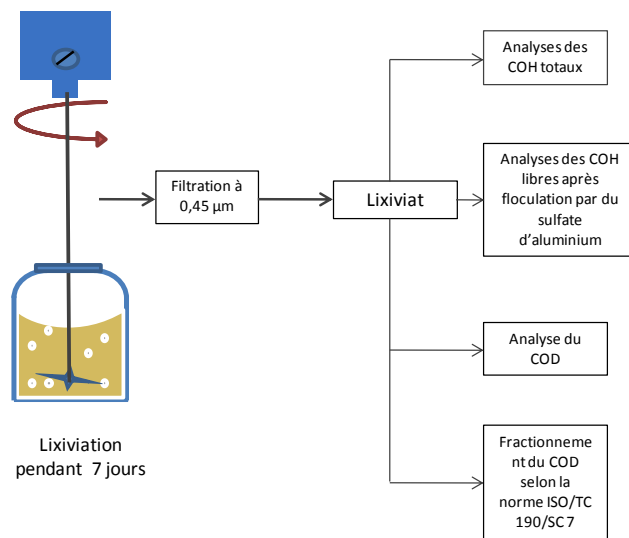 Analyses des
COH totaux
Analyses des COH
libres après
floculation par du
sulfate
d’aluminium
Filtration à
0,45 µm
Lixiviat
Analyse du
COD
Lixiviation
pendant 7 jours
Fractionneme
nt du COD
selon la
norme ISO/TC
190/SC 7